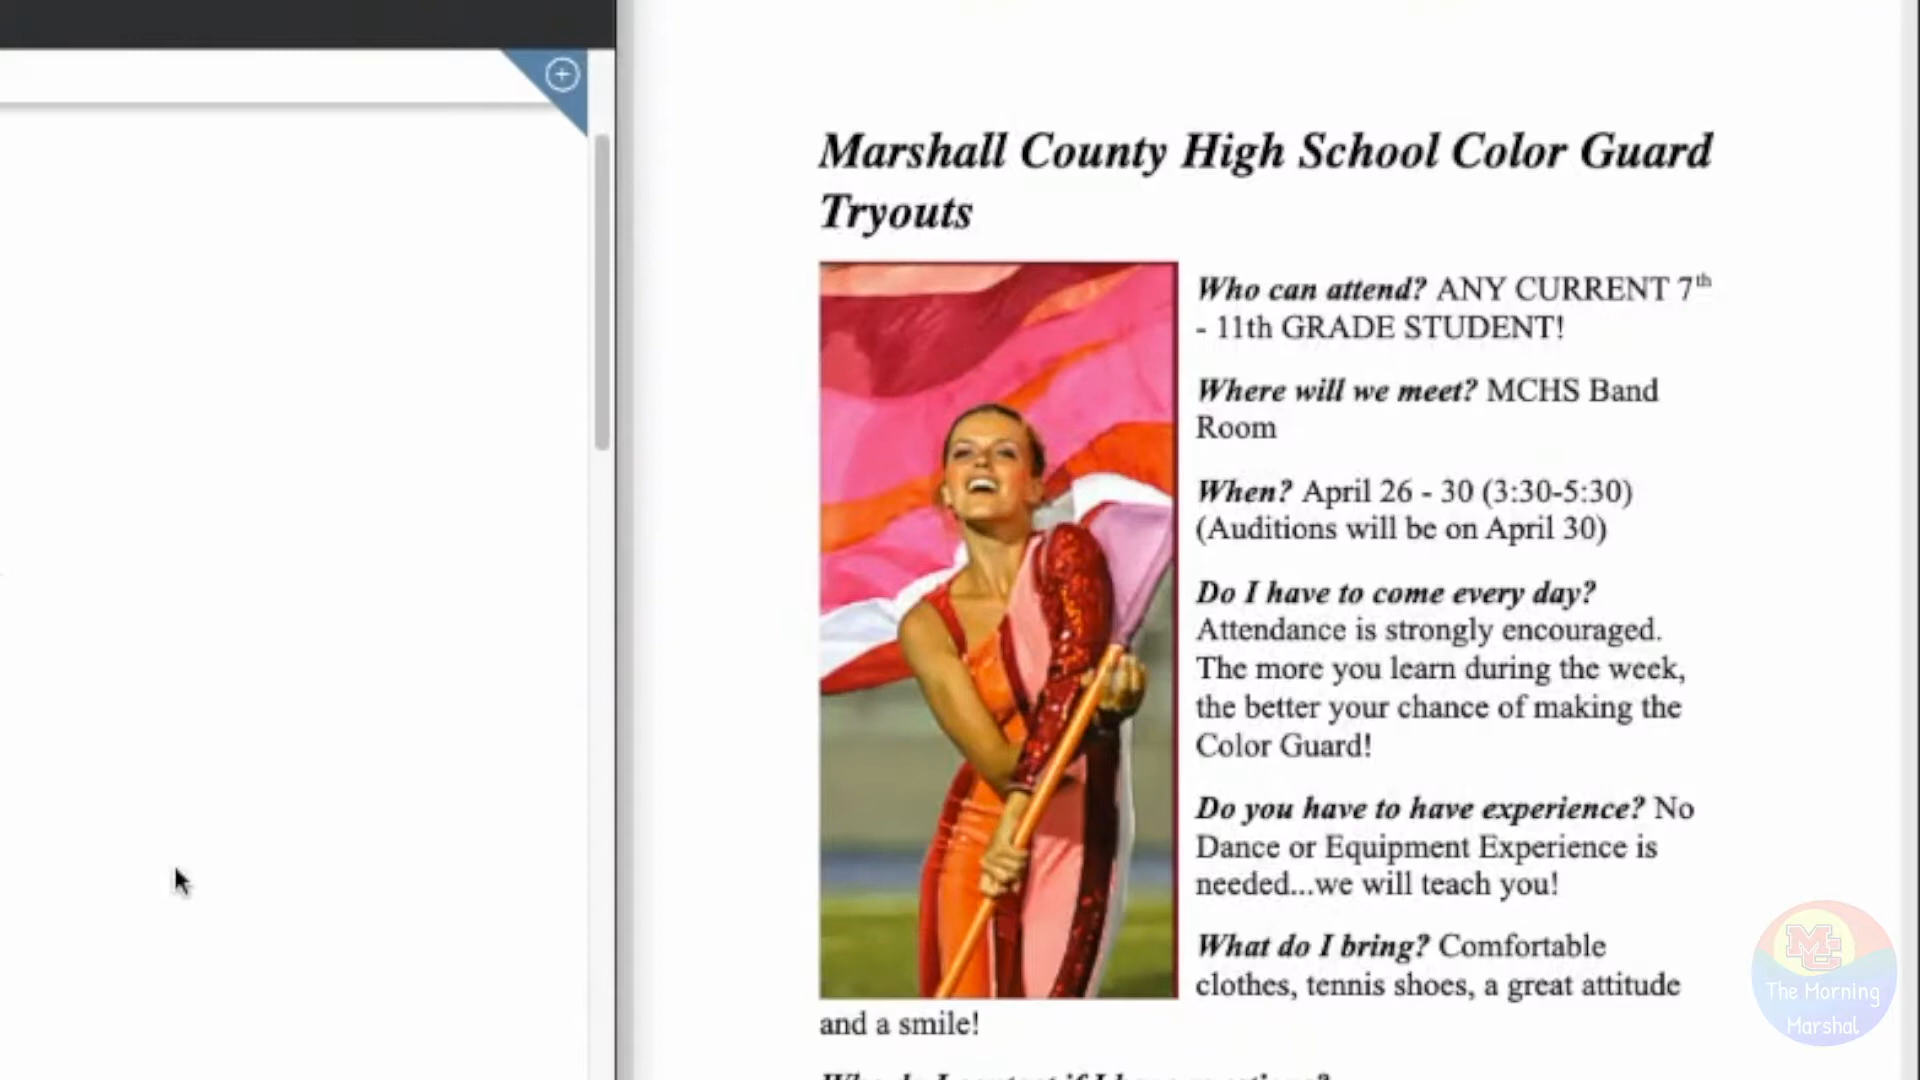 Marshall County High School Color Guard
Tryouts
Who can attend? ANY CURRENT 7th
- 11th GRADE STUDENT!
Where will we meet? MCHS Band
Room
When? April 26 - 30 (3:30-5:30)
(Auditions will be on April 30)
Do I have to come every day?
Attendance is strongly encouraged.
The more you learn during the week,
the better your chance of making the
Color Guard!
Do you have to have experience? No
Dance or Equipment Experience is
needed...we will teach you!
What do I bring? Comfortable
clothes, tennis shoes, a great attitude
and a smile!
MC
The Morning
Marshal